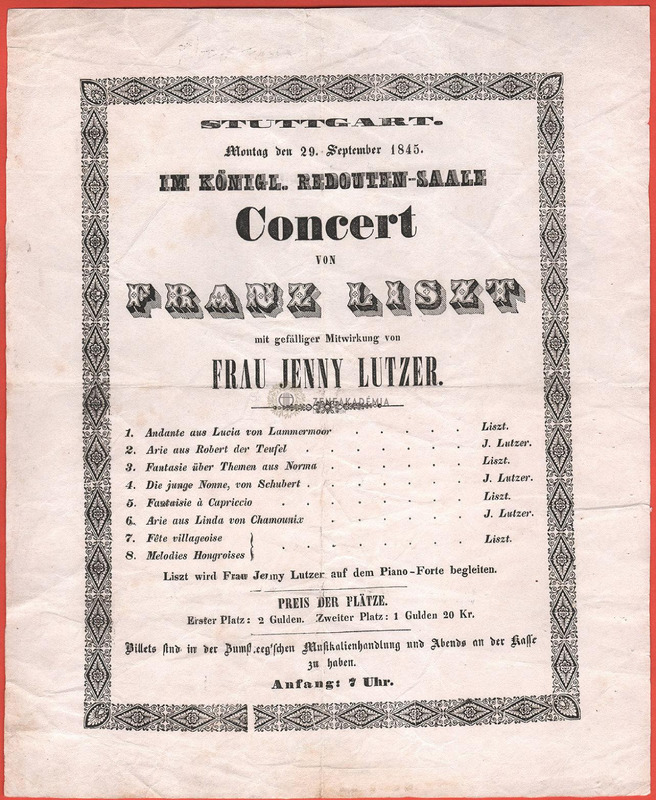 STUTTGART.
Montag den 29. September 1845.
IM KÖNIGL. REDOUTEN-SAALE
Concert
VON
FRANZ LISZT
mit gefälliger Mitwirkung von
FRAU JENNY LUTZER.
ZENEAKADÉMIA
1. Andante aus Lucia von Lammermoor . . . . . Liszt.
2. Arie aus Robert der Teufel . . . . . . J. Lutzer.
3. Fantasie über Themen aus Norma . . . . . Liszt.
4. Die junge Nonne, von Schubert . . . . . . J. Lutzer.
5. Fantaisie à Capriccio . . . . . . Liszt.
6. Arie aus Linda von Chamounix . . . . . J. Lutzer.
7. Fête villageoise
8. Melodies Hongroises } . . . . . . Liszt.
Liszt wird Frau Jenny Lutzer auf dem Piano-Forte begleiten.
PREIS DER PLÄTZE.
Erster Platz: 2 Gulden. Zweiter Platz: 1 Gulden 20 Kr.
Billets sind in der Zumsteeg'schen Musikalienhandlung und Abends an der Kasse
zu haben.
Anfang: 7 Uhr.